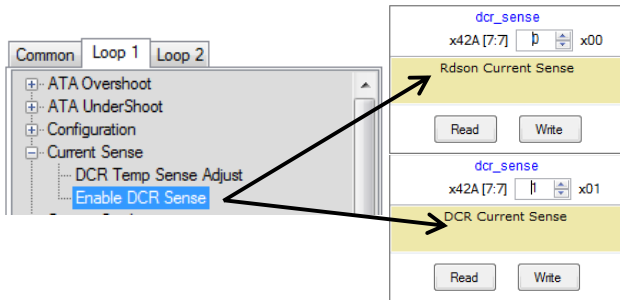 Common Loop 1 Loop 2
ATA Overshoot
ATA UnderShoot
Configuration
Current Sense
DCR Temp Sense Adjust
Enable DCR Sense
dcr_sense
x42A [7:7] 0 x00
Rdson Current Sense
Read Write
dcr_sense
x42A [7:7] 1 x01
DCR Current Sense
Read Write